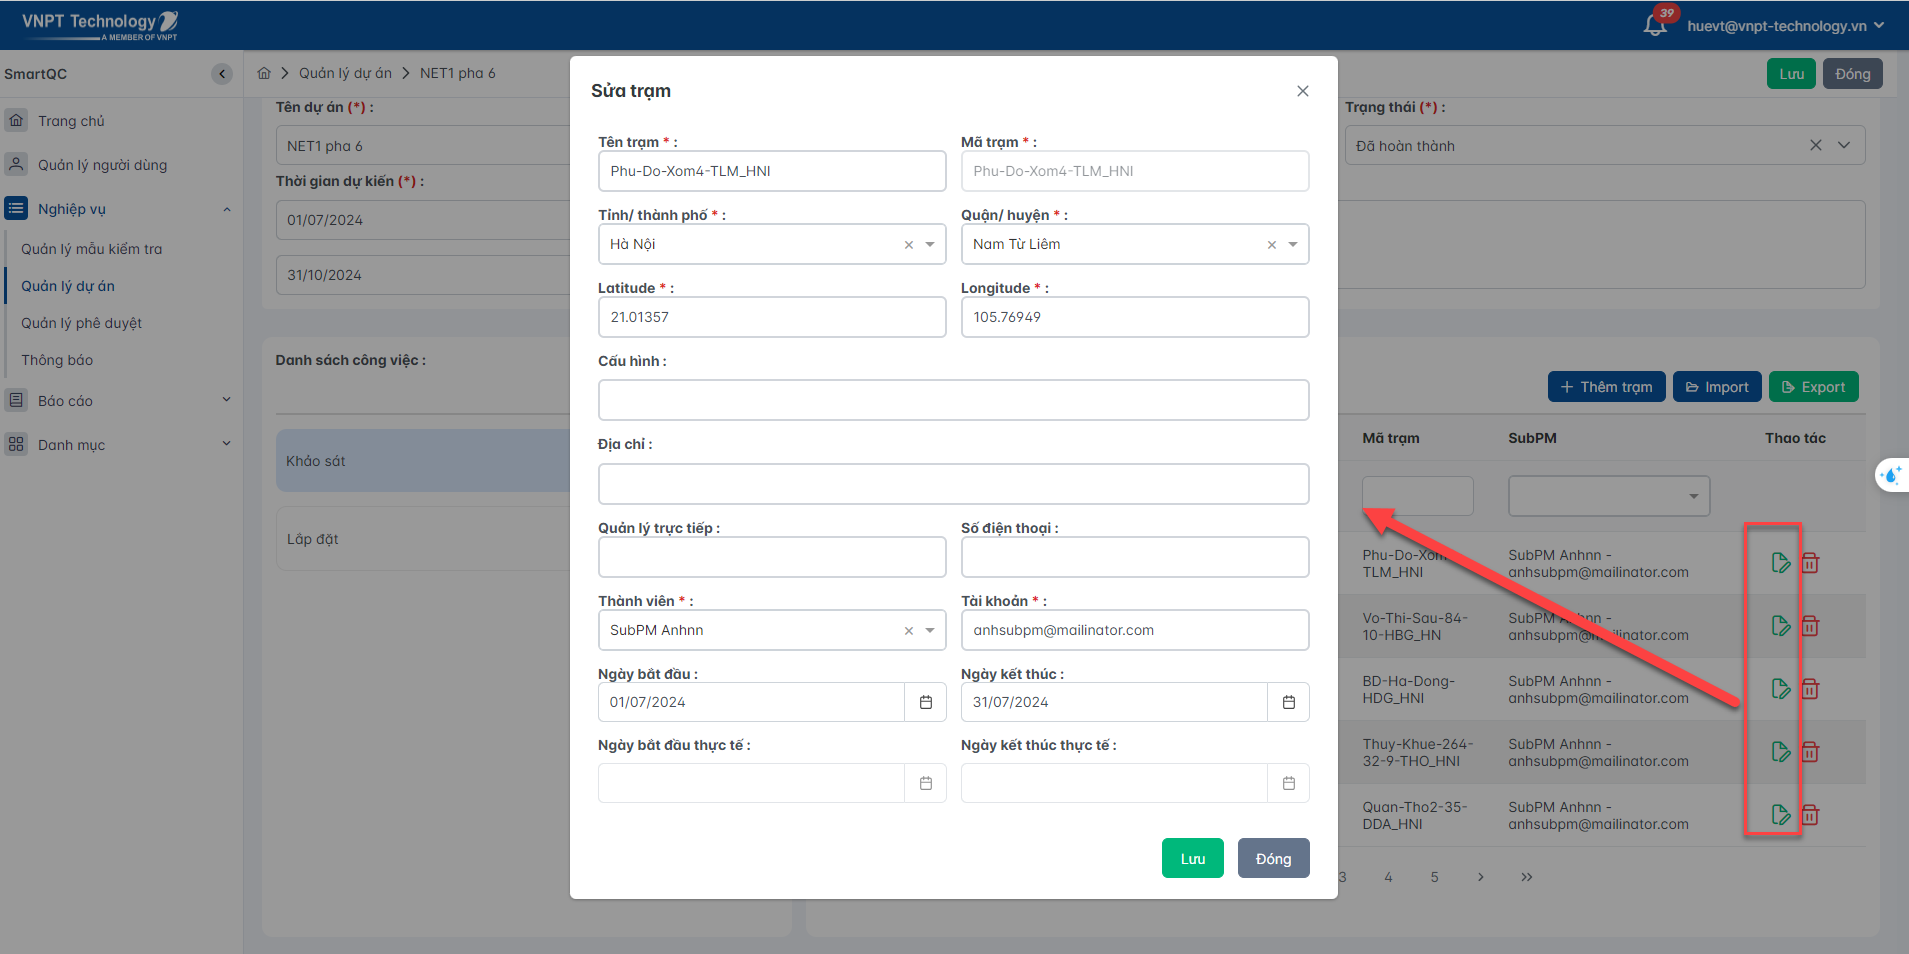 VNPT Technology
A MEMBER OF VNPT
39
huevt@vnpt-technology.vn
SmartQC
Quản lý dự án
NET1 pha 6
Lưu
Đóng
Trang chủ
Quản lý người dùng
Nghiệp vụ
Quản lý mẫu kiểm tra
Quản lý dự án
Quản lý phê duyệt
Thông báo
Báo cáo
Danh mục
Tên dự án (*) :
NET1 pha 6
Thời gian dự kiến (*) :
01/07/2024
31/10/2024
Trạng thái (*) :
Đã hoàn thành
Danh sách công việc :
Khảo sát
Lắp đặt
Sửa trạm
Tên trạm * :
Mã trạm * :
Phu-Do-Xom4-TLM_HNI
Phu-Do-Xom4-TLM_HNI
Tỉnh/ thành phố * :
Quận/ huyện * :
Hà Nội
Nam Từ Liêm
Latitude * :
Longitude * :
21.01357
105.76949
Cấu hình :
Địa chỉ :
Quản lý trực tiếp :
Số điện thoại :
Thành viên * :
Tài khoản * :
SubPM Anhnn
anhsubpm@mailinator.com
Ngày bắt đầu :
Ngày kết thúc :
01/07/2024
31/07/2024
Ngày bắt đầu thực tế :
Ngày kết thúc thực tế :
Lưu
Đóng
Thêm trạm
Import
Export
Mã trạm
SubPM
Thao tác
Phu-Do-Xom
TLM_HNI
SubPM Anhnn -
anhsubpm@mailinator.com
Vo-Thi-Sau-84-
10-HBG_HN
SubPM Anhnn -
anhsubpm@mailinator.com
BD-Ha-Dong-
HDG_HNI
SubPM Anhnn -
anhsubpm@mailinator.com
Thuy-Khue-264-
32-9-THO_HNI
SubPM Anhnn -
anhsubpm@mailinator.com
Quan-Tho2-35-
DDA_HNI
SubPM Anhnn -
anhsubpm@mailinator.com
3 4 5